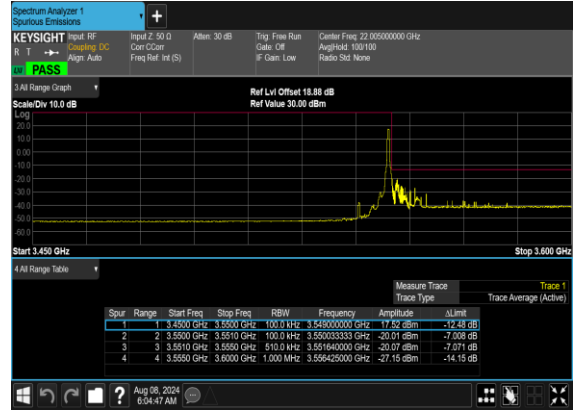 Spectrum Analyzer 1
Spurious Emissions
+
KEYSIGHT Input: RF Input Z: 50 Ω Atten: 30 dB Trig: Free Run Center Freq: 22.005000000 GHz
R T Coupling: DC Corr CCorr Gate: Off Avg|Hold: 100/100
Align: Auto Freq Ref: Int (S) IF Gain: Low Radio Std: None
LM PASS
3 All Range Graph
Ref Lvl Offset 18.88 dB
Scale/Div 10.0 dB Ref Value 30.00 dBm
Log
20.0
10.0
0.00
-10.0
-20.0
-30.0
-40.0
-50.0
-60.0
Start 3.450 GHz Stop 3.600 GHz
4 All Range Table
Measure Trace Trace 1
Trace Type Trace Average (Active)
Spur Range Start Freq Stop Freq RBW Frequency Amplitude ΔLimit
1 1 3.4500 GHz 3.5500 GHz 100.0 kHz 3.549000000 GHz 17.52 dBm -12.48 dB
2 2 3.5500 GHz 3.5510 GHz 100.0 kHz 3.550033333 GHz -20.01 dBm -7.008 dB
3 3 3.5510 GHz 3.5550 GHz 510.0 kHz 3.551640000 GHz -20.07 dBm -7.071 dB
4 4 3.5550 GHz 3.6000 GHz 1.000 MHz 3.556425000 GHz -27.15 dBm -14.15 dB
? Aug 08, 2024
6:04:47 AM